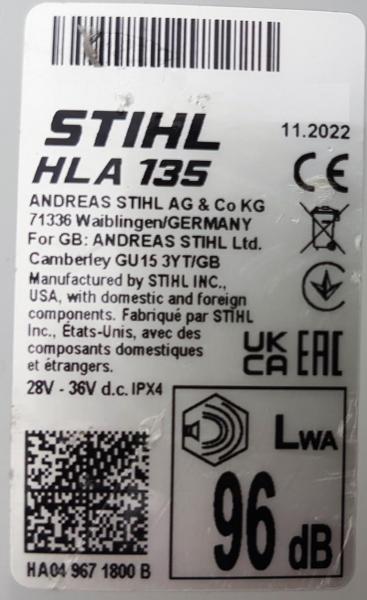 STIHL
11.2022
HLA 135
CE
ANDREAS STIHL AG & Co KG
71336 Waiblingen/GERMANY
For GB: ANDREAS STIHL Ltd.
Camberley GU15 3YT/GB
Manufactured by STIHL INC.,
USA, with domestic and foreign
components. Fabriqué par STIHL
Inc., États-Unis, avec des
composants domestiques
et étrangers.
UK
CA
EAC
28V - 36V d.c. IPX4
LWA
96 dB
HA04 967 1800 B